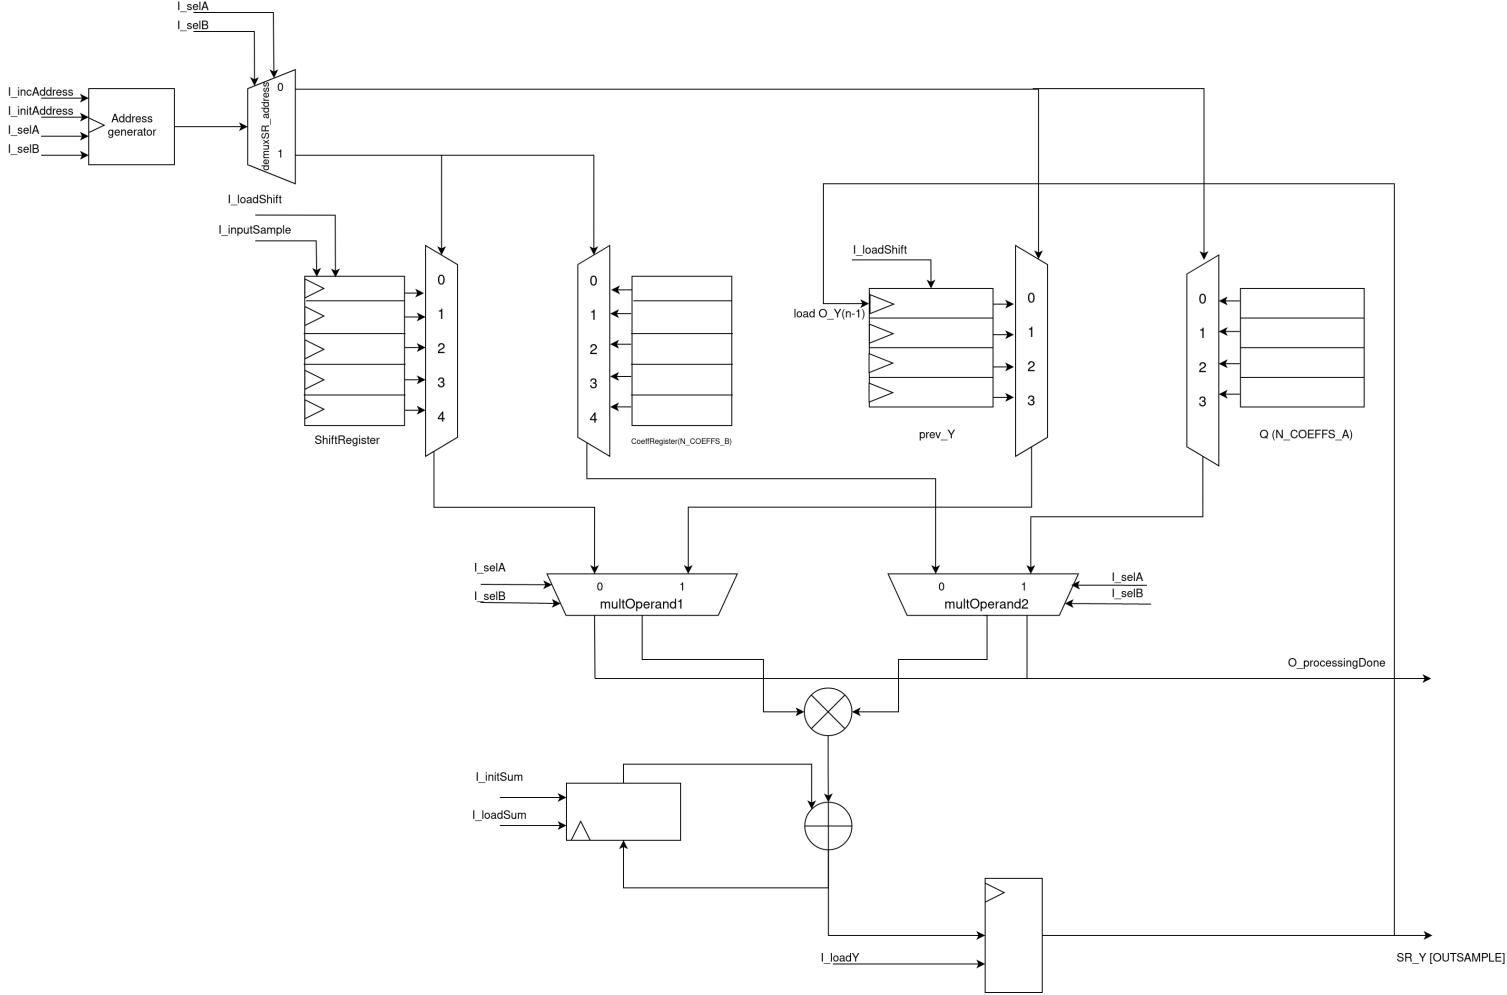 I_selA
I_selB
I_incAddress
I_initAddress
I_selA
I_selB
Address
generator
demuxSR_address
0
1
I_loadShift
I_inputSample
ShiftRegister
0
1
2
3
4
0
1
2
3
4
CoeffRegister(N_COEFFS_B)
I_loadShift
load O_Y(n-1)
prev_Y
0
1
2
3
0
1
2
3
Q (N_COEFFS_A)
I_selA
I_selB
0 1
multOperand1
0 1
multOperand2
I_selA
I_selB
O_processingDone
I_initSum
I_loadSum
I_loadY
SR_Y [OUTSAMPLE]